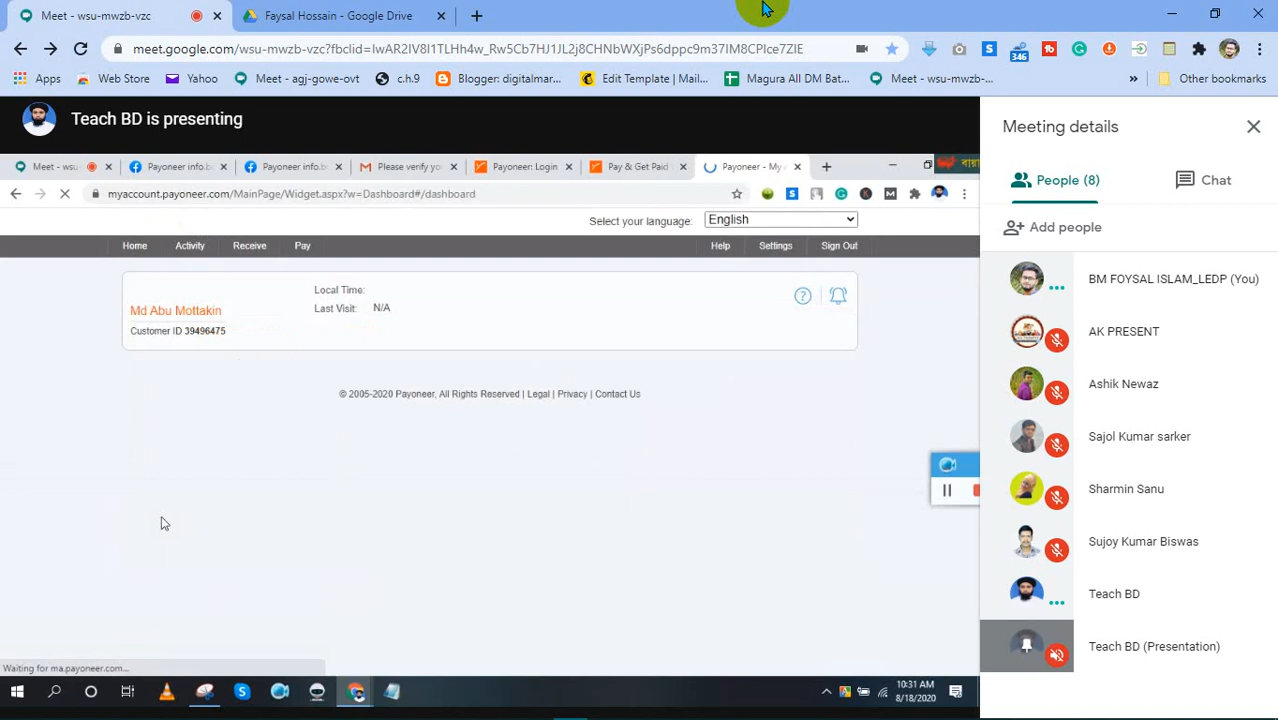 Meet - wsu-mwzb-vzc
Faysal Hossain - Google Drive
meet.google.com/wsu-mwzb-vzc?fbclid=IwAR2IV8I1TLHh4w_Rw5Cb7HJ1JL2j8CHNbWXjPs6dppc9m37IM8CPIce7ZIE
346
Apps
Web Store
Yahoo
Meet - agj-gwne-ovt
c.h.9
Blogger: digitalmar...
Edit Template | Mail...
Magura All DM Bat...
Meet - wsu-mwzb-...
»
Other bookmarks
Teach BD is presenting
Meeting details
People (8)
Chat
Add people
BM FOYSAL ISLAM_LEDP (You)
AK PRESENT
Ashik Newaz
Sajol Kumar sarker
Sharmin Sanu
Sujoy Kumar Biswas
Teach BD
Teach BD (Presentation)
Meet - wsu-
Payoneer info.b
Payoneer info.b
Please verify yo
Payoneer: Login
Pay & Get Paid
Payoneer - My
myaccount.payoneer.com/MainPa
=Dashboard#/dashboard
Select your language:
English
Home
Activity
Receive
Pay
Help
Settings
Sign Out
Md Abu Mottakin
Customer ID 39496475
Local Time:
Last Visit: N/A
© 2005-2020 Payoneer, All Rights Reserved | Legal | Privacy | Contact Us
Waiting for ma.payoneer.com...
10:31 AM
8/18/2020